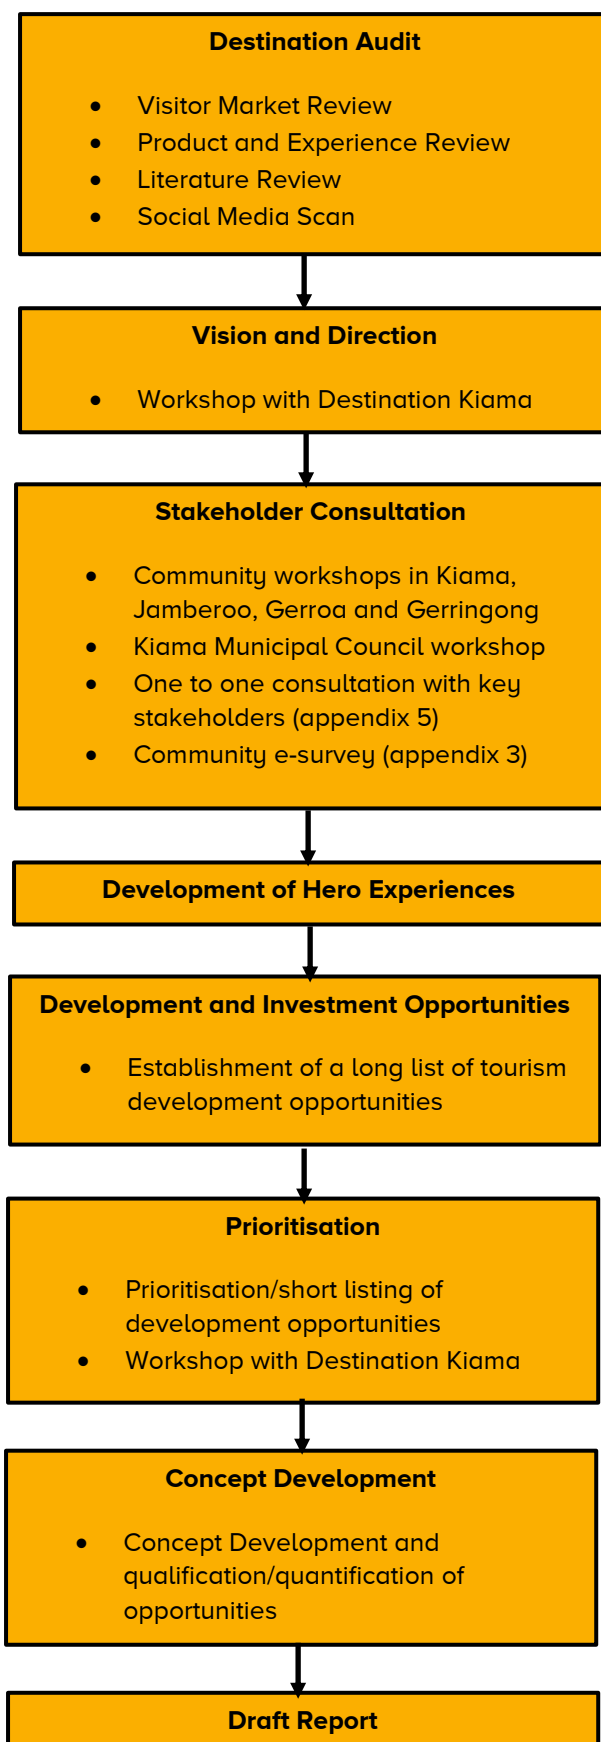 Destination Audit
• Visitor Market Review
• Product and Experience Review
• Literature Review
• Social Media Scan
Vision and Direction
• Workshop with Destination Kiama
Stakeholder Consultation
• Community workshops in Kiama,
Jamberoo, Gerroa and Gerringong
• Kiama Municipal Council workshop
• One to one consultation with key
stakeholders (appendix 5)
• Community e-survey (appendix 3)
Development of Hero Experiences
Development and Investment Opportunities
• Establishment of a long list of tourism
development opportunities
Prioritisation
• Prioritisation/short listing of
development opportunities
• Workshop with Destination Kiama
Concept Development
• Concept Development and
qualification/quantification of
opportunities
Draft Report